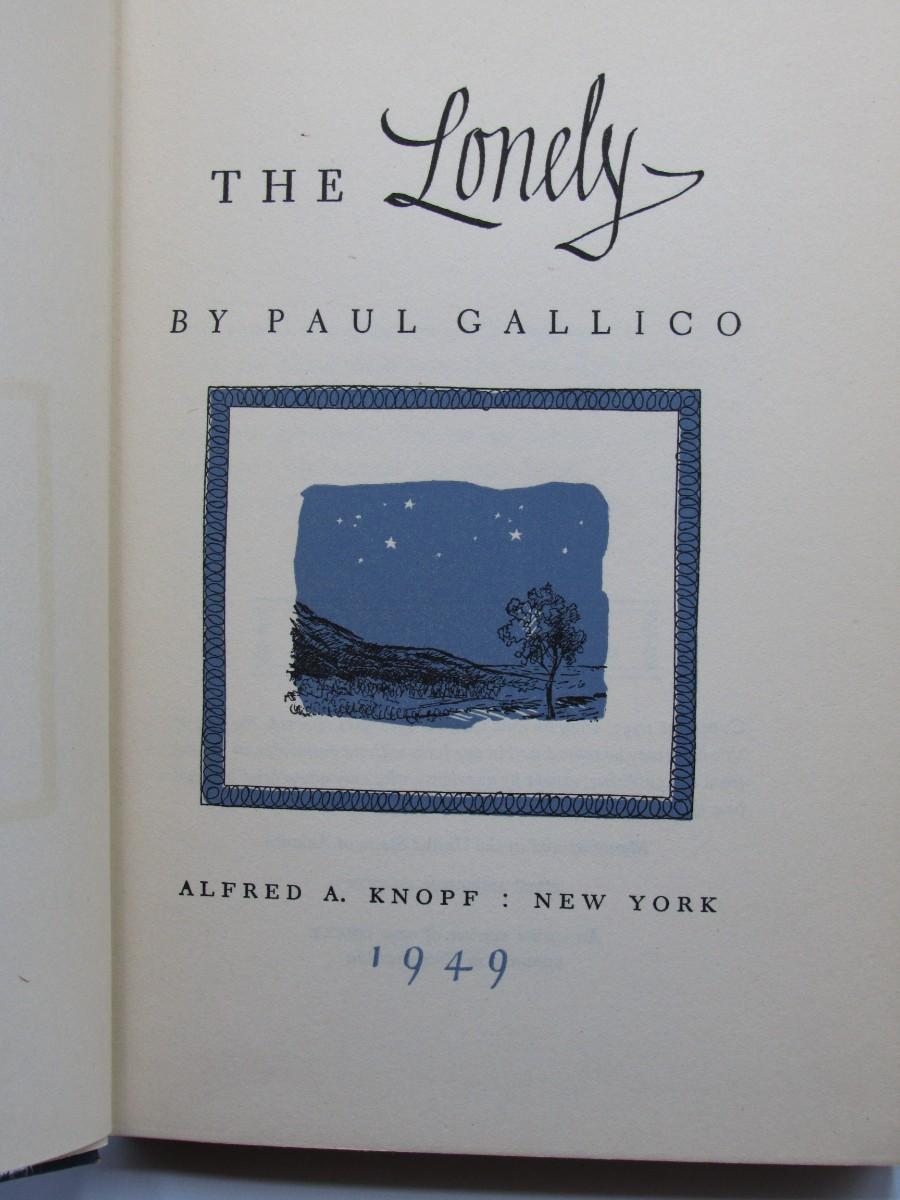 THE Lonely
BY PAUL GALLICO
ALFRED A. KNOPF : NEW YORK
1949